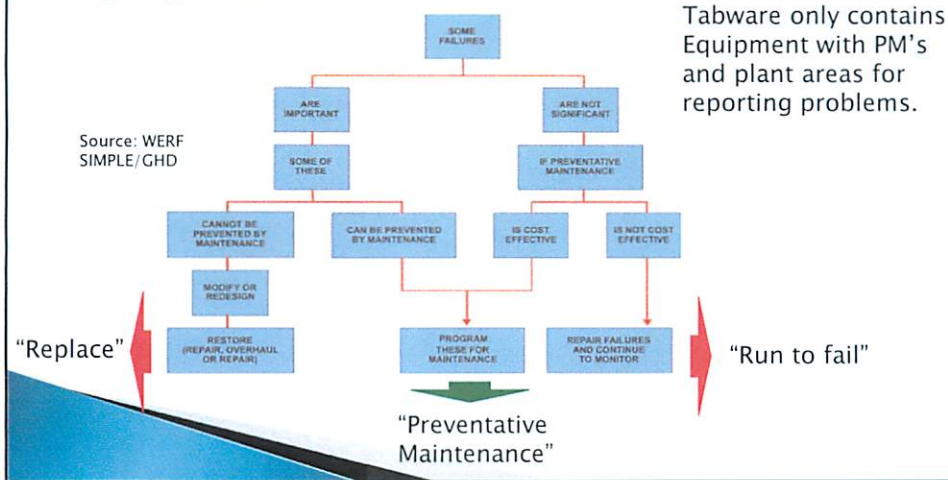 Tabware only contains
Equipment with PM's
and plant areas for
reporting problems.
SOME
FAILURES
ARE
IMPORTANT
ARE NOT
SIGNIFICANT
Source: WERF
SIMPLE/GHD
SOME OF
THESE
IF PREVENTATIVE
MAINTENANCE
CANNOT BE
PREVENTED BY
MAINTENANCE
CAN BE PREVENTED
BY MAINTENANCE
IS COST
EFFECTIVE
IS NOT COST
EFFECTIVE
MODIFY OR
REDESIGN
RESTORE
(REPAIR, OVERHAUL
OR REPAIR)
PROGRAM
THESE FOR
MAINTENANCE
REPAIR FAILURES
AND CONTINUE
TO MONITOR
“Replace”
“Run to fail”
“Preventative
Maintenance”